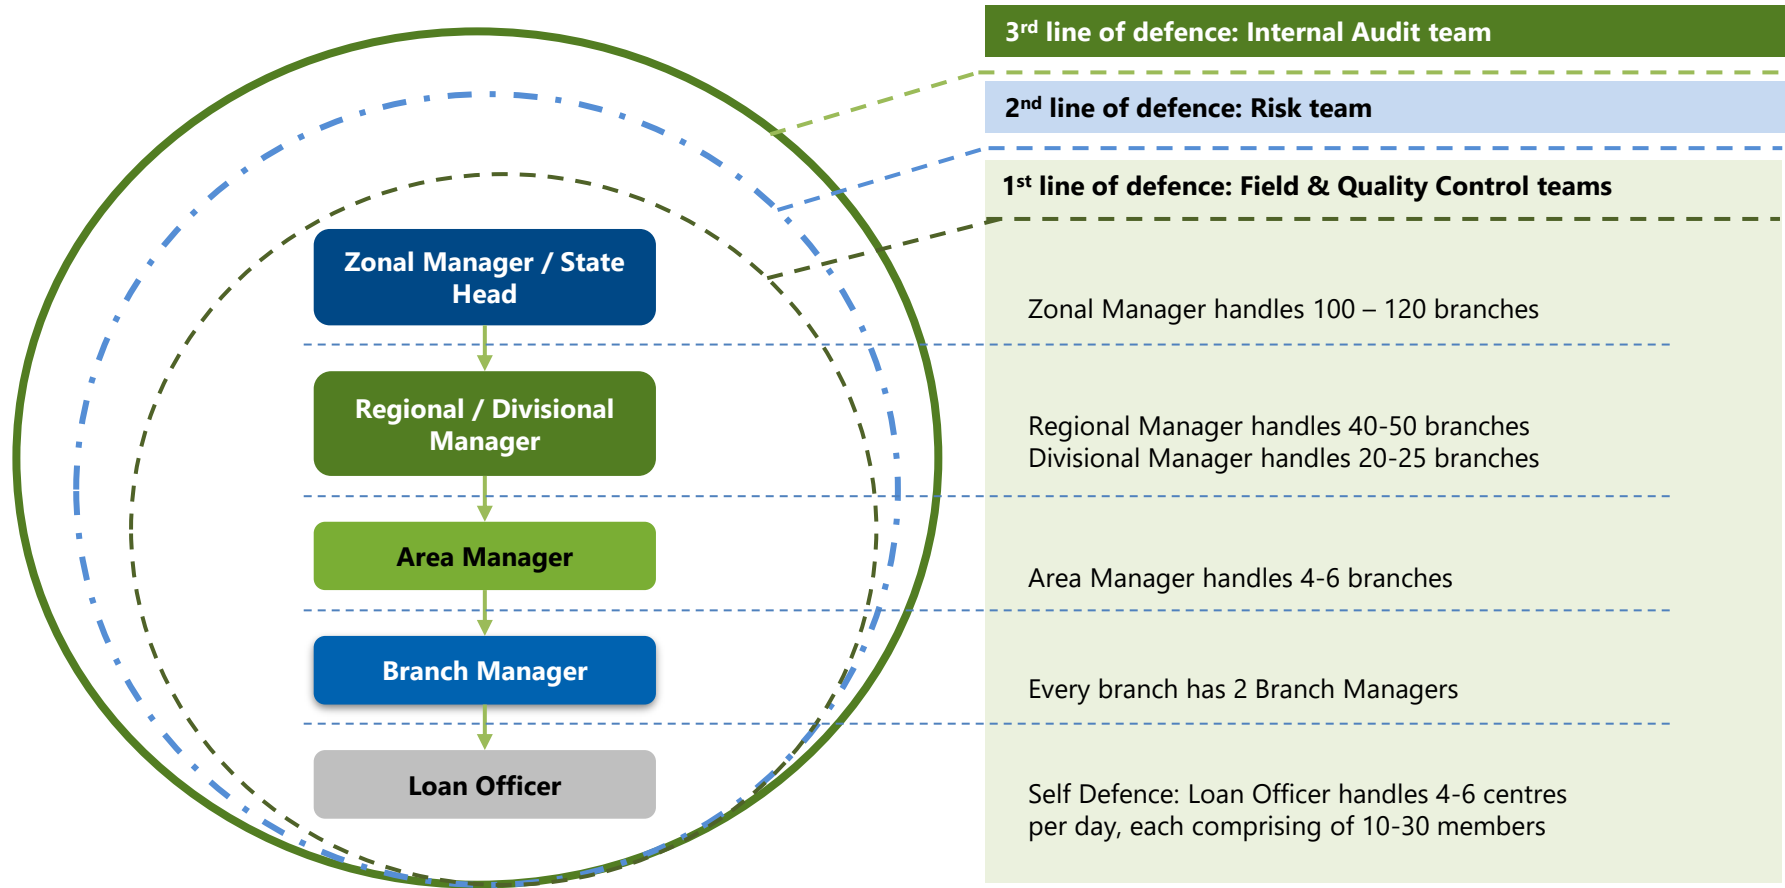 3rd line of defence: Internal Audit team
2nd line of defence: Risk team
1st line of defence: Field & Quality Control teams
Zonal Manager / State
Head
Zonal Manager handles 100 – 120 branches
Regional / Divisional
Manager
Regional Manager handles 40-50 branches
Divisional Manager handles 20-25 branches
Area Manager
Area Manager handles 4-6 branches
Branch Manager
Every branch has 2 Branch Managers
Loan Officer
Self Defence: Loan Officer handles 4-6 centres
per day, each comprising of 10-30 members